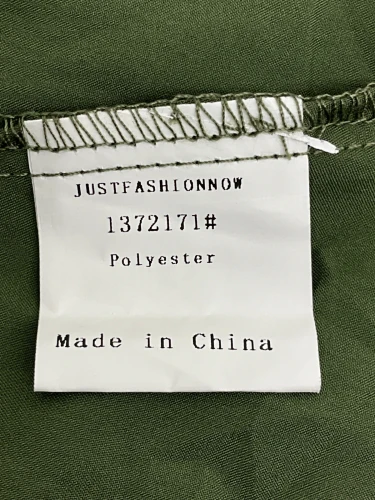 JUSTFASHIONNOW
1372171#
Polyester
Made in China